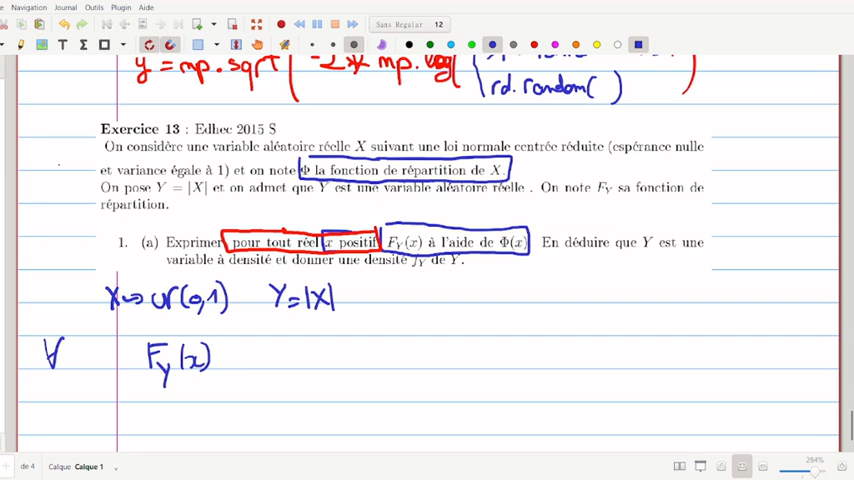 Navigation Journal Outils Plugin Aide
Sans Regular 12
y = mp.sqrt( -2 * mp.log(
rd.random( ) )
Exercice 13 : Edhec 2015 S
On considère une variable aléatoire réelle X suivant une loi normale centrée réduite (espérance nulle
et variance égale à 1) et on note Φ la fonction de répartition de X.
On pose Y = |X| et on admet que Y est une variable aléatoire réelle . On note F_Y sa fonction de
répartition.
1. (a) Exprimer pour tout réel x positif F_Y(x) à l'aide de Φ(x) En déduire que Y est une
variable à densité et donner une densité f_Y de Y.
X ↪ N(0,1) Y = |X|
∀ F_Y(x)
de 4 Calque Calque 1 284%